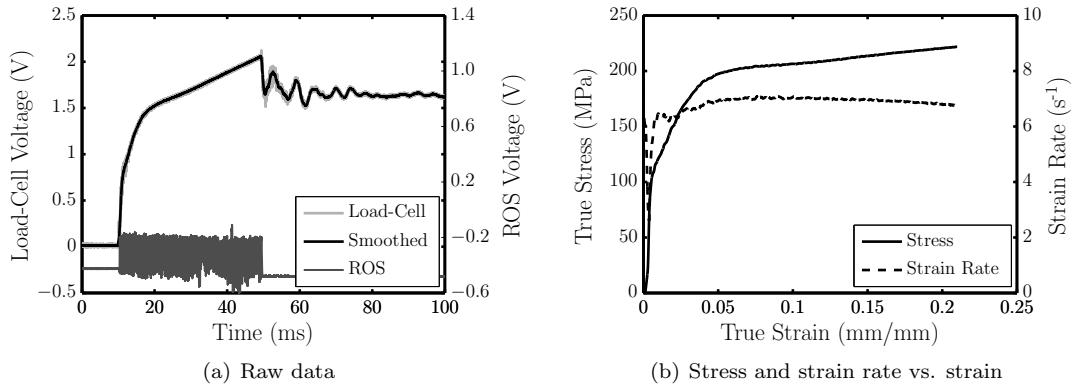 2.5
2
1.5
1
0.5
0
−0.5
Load-Cell Voltage (V)
1.4
1.0
0.6
0.2
−0.2
−0.6
ROS Voltage (V)
Load-Cell
Smoothed
ROS
0 20 40 60 80 100
Time (ms)
(a) Raw data
250
200
150
100
50
0
True Stress (MPa)
10
8
6
4
2
0
Strain Rate (s⁻¹)
Stress
Strain Rate
0 0.05 0.1 0.15 0.2 0.25
True Strain (mm/mm)
(b) Stress and strain rate vs. strain